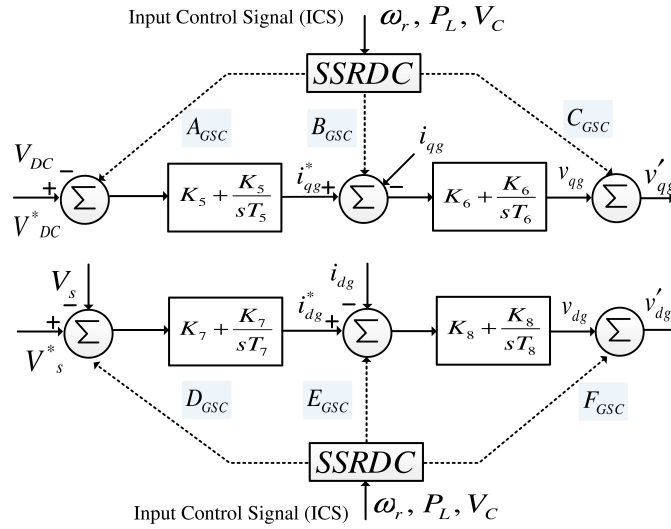 Input Control Signal (ICS) ω_r, P_L, V_C
SSRDC
A_GSC B_GSC C_GSC
V_DC − i_qg
+ Σ K_5 + K_5/(sT_5) i*_qg + Σ − K_6 + K_6/(sT_6) v_qg Σ v′_qg
V*_DC
V_s i_dg
− −
+ Σ K_7 + K_7/(sT_7) i*_dg + Σ K_8 + K_8/(sT_8) v_dg Σ v′_dg
V*_s
D_GSC E_GSC F_GSC
SSRDC
Input Control Signal (ICS) ω_r, P_L, V_C